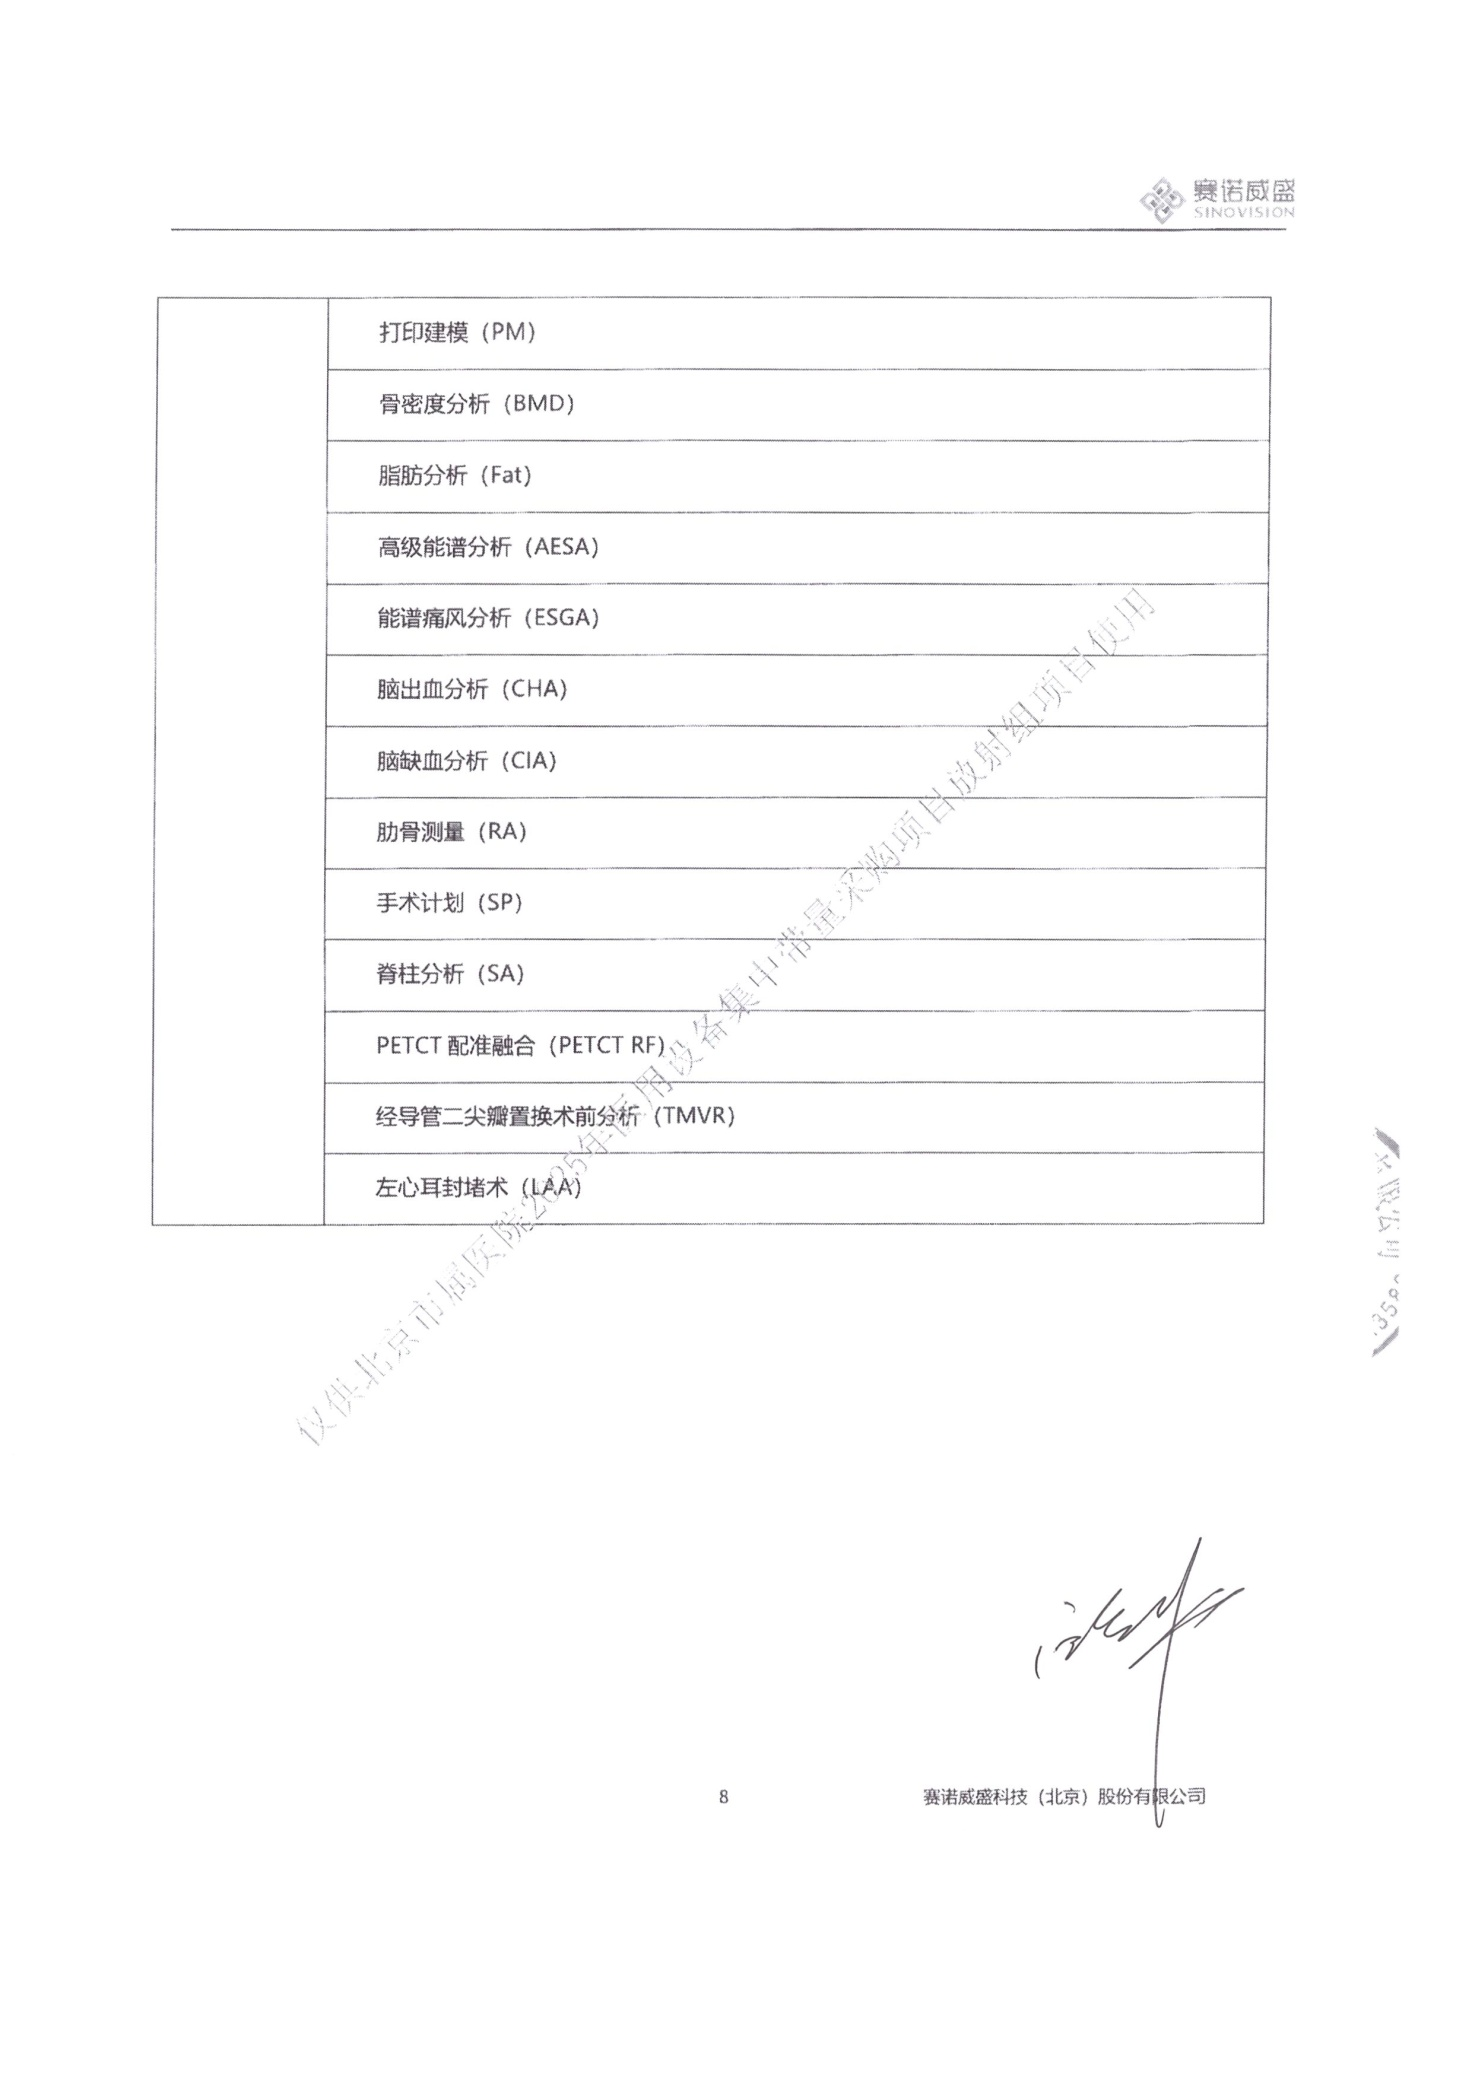 赛诺威盛
SINOVISION
打印建模（PM）
骨密度分析（BMD）
脂肪分析（Fat）
高级能谱分析（AESA）
能谱痛风分析（ESGA）
脑出血分析（CHA）
脑缺血分析（CIA）
肋骨测量（RA）
手术计划（SP）
脊柱分析（SA）
PETCT 配准融合（PETCT RF）
经导管二尖瓣置换术前分析（TMVR）
左心耳封堵术（LAA）
仅供北京市属医院2025年医用设备集中带量采购项目放射组项目使用
8
赛诺威盛科技（北京）股份有限公司